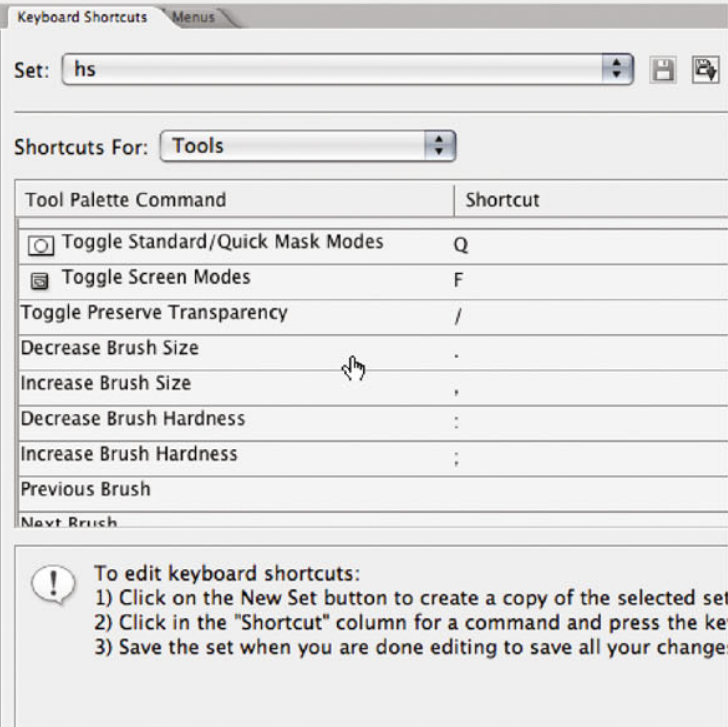 Keyboard Shortcuts Menus
Set: hs
Shortcuts For: Tools
Tool Palette Command Shortcut
Toggle Standard/Quick Mask Modes Q
Toggle Screen Modes F
Toggle Preserve Transparency /
Decrease Brush Size .
Increase Brush Size ,
Decrease Brush Hardness :
Increase Brush Hardness ;
Previous Brush
Next Brush
To edit keyboard shortcuts:
1) Click on the New Set button to create a copy of the selected set
2) Click in the "Shortcut" column for a command and press the ke
3) Save the set when you are done editing to save all your change